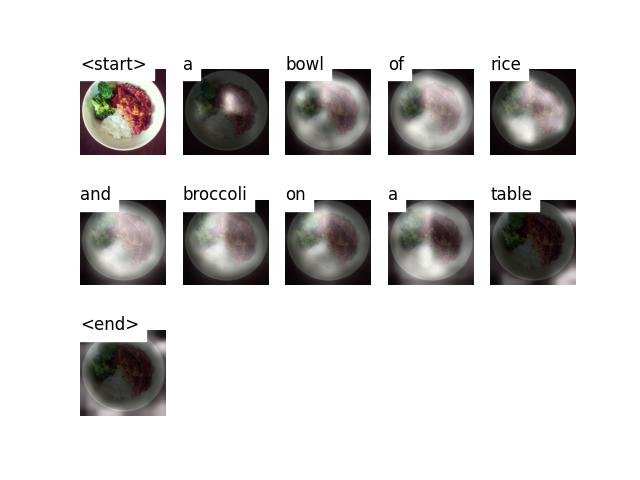 <start> a bowl of rice
and broccoli on a table
<end>